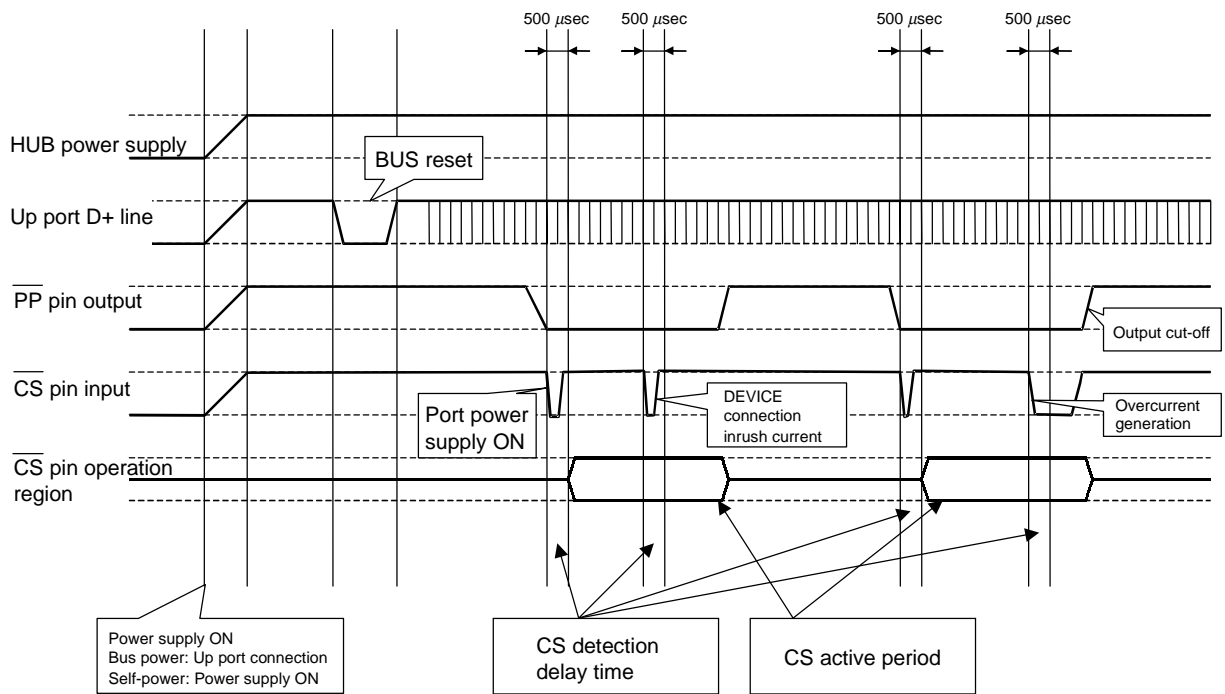 500 μsec
500 μsec
500 μsec
500 μsec
HUB power supply
BUS reset
Up port D+ line
PP pin output
Output cut-off
CS pin input
Port power
supply ON
DEVICE
connection
inrush current
Overcurrent
generation
CS pin operation
region
Power supply ON
Bus power: Up port connection
Self-power: Power supply ON
CS detection
delay time
CS active period